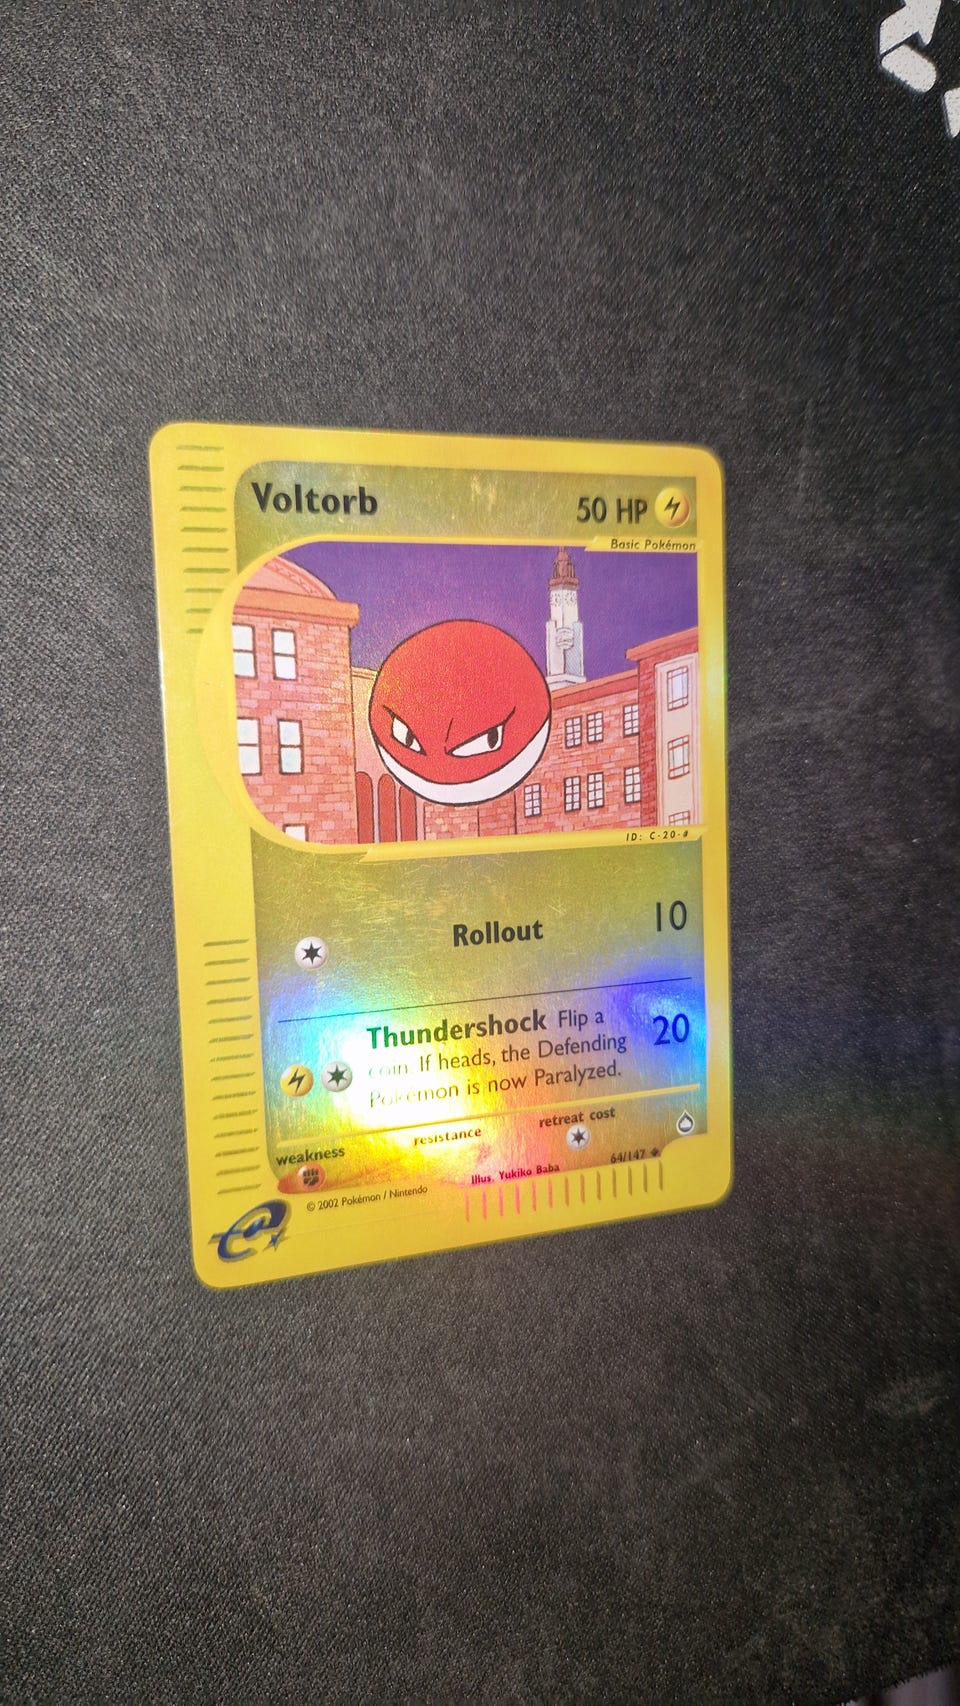 Voltorb
50 HP
Basic Pokémon
ID: C-20-#
Rollout 10
Thundershock Flip a
coin. If heads, the Defending
Pokémon is now Paralyzed.
20
weakness
resistance
retreat cost
Illus. Yukiko Baba
64/147
© 2002 Pokémon / Nintendo
e